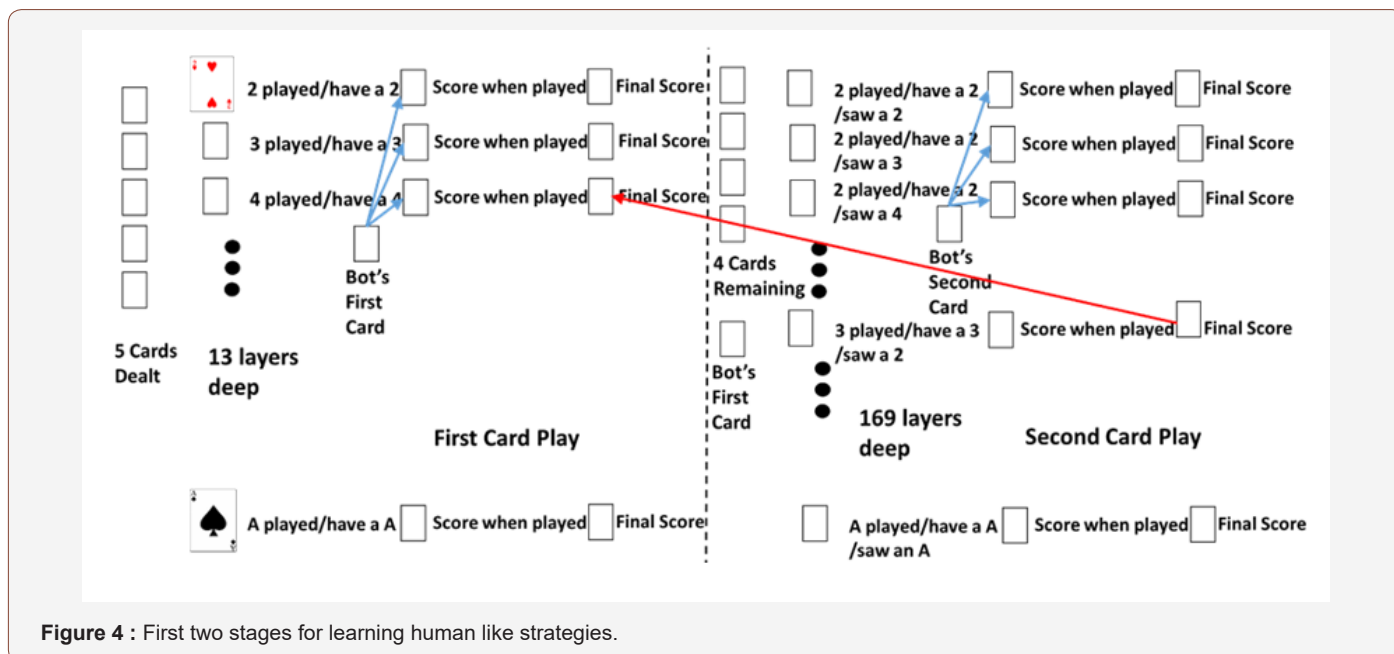 2 played/have a 2
Score when played
Final Score
3 played/have a 3
Score when played
Final Score
4 played/have a 4
Score when played
Final Score
Bot's
First
Card
5 Cards
Dealt
13 layers
deep
First Card Play
A
A played/have a A
Score when played
Final Score
2 played/have a 2
/saw a 2
Score when played
Final Score
2 played/have a 2
/saw a 3
Score when played
Final Score
2 played/have a 2
/saw a 4
Score when played
Final Score
4 Cards
Remaining
Bot's
Second
Card
3 played/have a 3
/saw a 2
Score when played
Final Score
Bot's
First
Card
169 layers
deep
Second Card Play
A played/have a A
/saw an A
Score when played
Final Score
Figure 4 : First two stages for learning human like strategies.